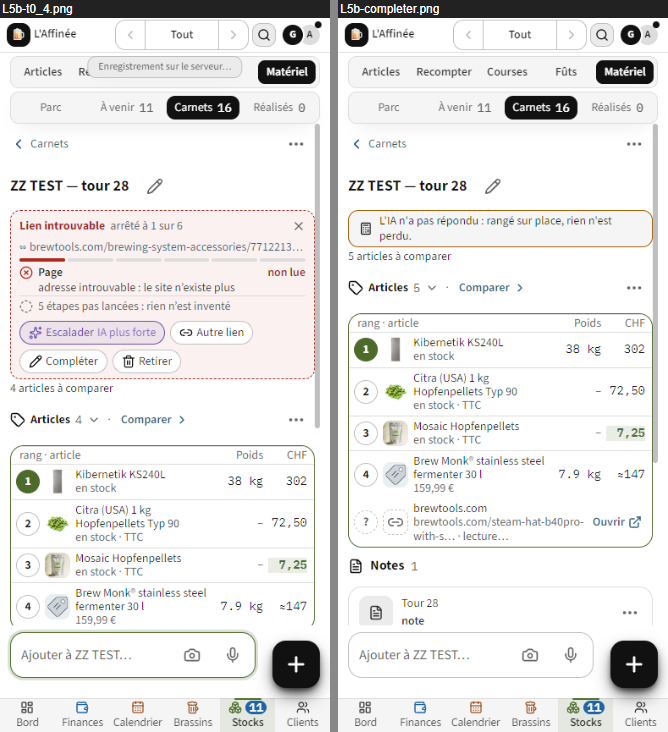 L5b-t0_4.png
L'Affinée
Tout
G
A
Articles
Enregistrement sur le serveur…
Matériel
Parc
À venir 11
Carnets 16
Réalisés 0
Carnets
ZZ TEST — tour 28
Lien introuvable arrêté à 1 sur 6
brewtools.com/brewing-system-accessories/7712213…
Page
non lue
adresse introuvable : le site n'existe plus
5 étapes pas lancées : rien n'est inventé
Escalader IA plus forte
Autre lien
Compléter
Retirer
4 articles à comparer
Articles 4
·
Comparer
rang · article
Poids
CHF
1
Kibernetik KS240L
en stock
38 kg
302
2
Citra (USA) 1 kg
Hopfenpellets Typ 90
en stock · TTC
–
72,50
3
Mosaic Hopfenpellets
en stock · TTC
–
7,25
4
Brew Monk® stainless steel
fermenter 30 l
159,99 €
7.9 kg
≈147
Ajouter à ZZ TEST…
Bord
Finances
Calendrier
Brassins
11
Stocks
Clients
L5b-completer.png
L'Affinée
Tout
G
A
Articles
Recompter
Courses
Fûts
Matériel
Parc
À venir 11
Carnets 16
Réalisés 0
Carnets
ZZ TEST — tour 28
L'IA n'a pas répondu : rangé sur place, rien n'est
perdu.
5 articles à comparer
Articles 5
·
Comparer
rang · article
Poids
CHF
1
Kibernetik KS240L
en stock
38 kg
302
2
Citra (USA) 1 kg
Hopfenpellets Typ 90
en stock · TTC
–
72,50
3
Mosaic Hopfenpellets
en stock · TTC
–
7,25
4
Brew Monk® stainless steel
fermenter 30 l
159,99 €
7.9 kg
≈147
?
brewtools.com
brewtools.com/steam-hat-b40pro-
with-s… · lecture…
Ouvrir
Notes 1
Tour 28
note
Ajouter à ZZ TEST…
Bord
Finances
Calendrier
Brassins
11
Stocks
Clients